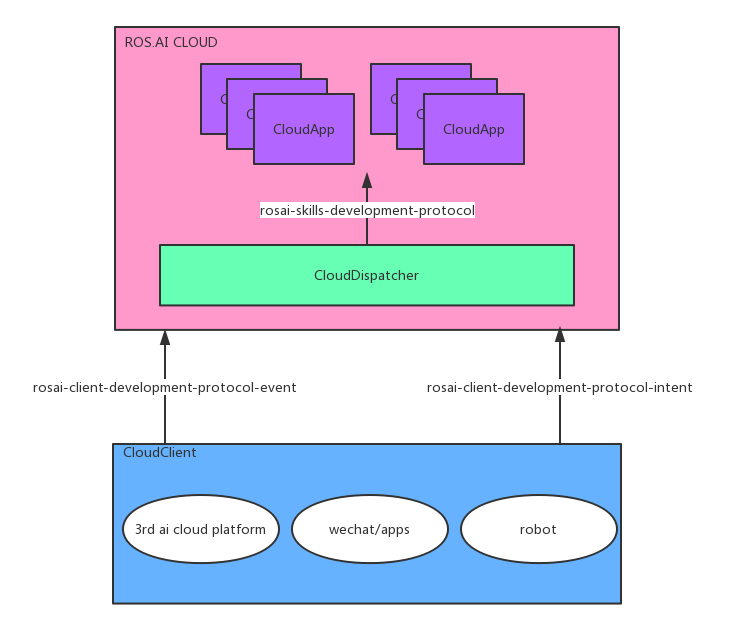 ROS.AI CLOUD
C
C
CloudApp
C
C
CloudApp
rosai-skills-development-protocol
CloudDispatcher
rosai-client-development-protocol-event
rosai-client-development-protocol-intent
CloudClient
3rd ai cloud platform
wechat/apps
robot